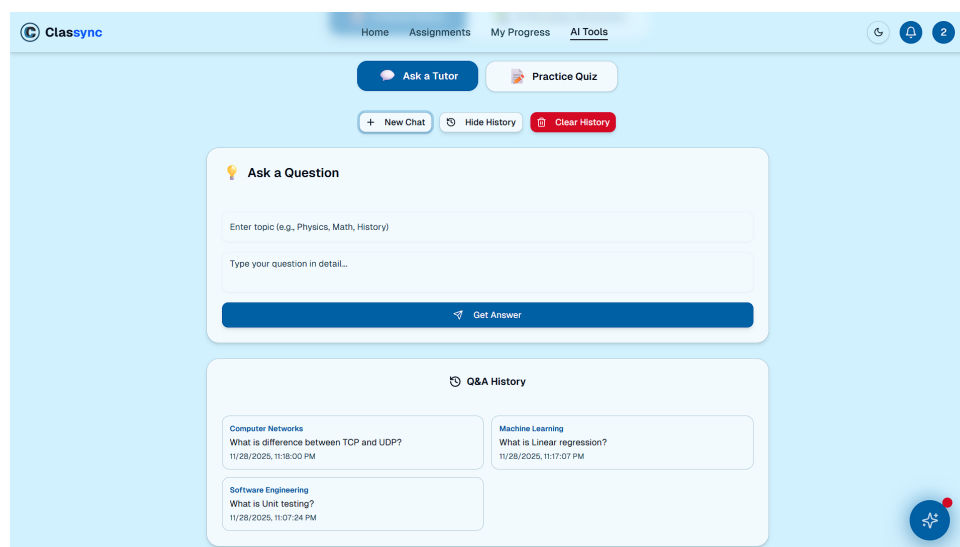 Classync
Home Assignments My Progress AI Tools
2
Ask a Tutor Practice Quiz
+ New Chat Hide History Clear History
Ask a Question
Enter topic (e.g., Physics, Math, History)
Type your question in detail...
Get Answer
Q&A History
Computer Networks
What is difference between TCP and UDP?
11/28/2025, 11:18:00 PM
Machine Learning
What is Linear regression?
11/28/2025, 11:17:07 PM
Software Engineering
What is Unit testing?
11/28/2025, 11:07:24 PM